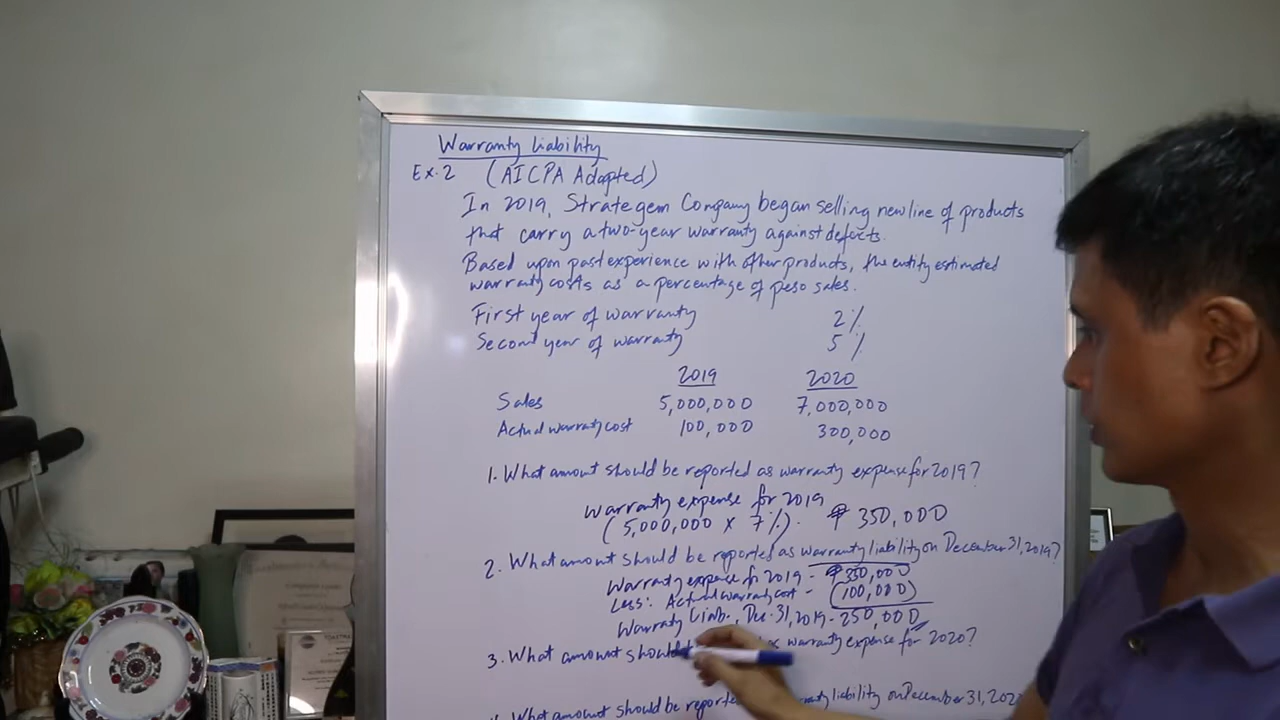 Warranty liability
Ex. 2 (AICPA Adapted)
In 2019, Strategem Company began selling new line of products
that carry a two-year warranty against defects.
Based upon past experience with other products, the entity estimated
warranty costs as a percentage of peso sales.
First year of warranty 2%
Second year of warranty 5%
2019 2020
Sales 5,000,000 7,000,000
Actual warranty cost 100,000 300,000
1. What amount should be reported as warranty expense for 2019?
Warranty expense for 2019
(5,000,000 x 7%). ₱ 350,000
2. What amount should be reported as warranty liability on December 31, 2019?
Warranty expense for 2019 - ₱350,000
Less: Actual warranty cost - (100,000)
Warranty Liab., Dec. 31, 2019 - 250,000
3. What amount should as warranty expense for 2020?
What amount should be reported liability on December 31, 202